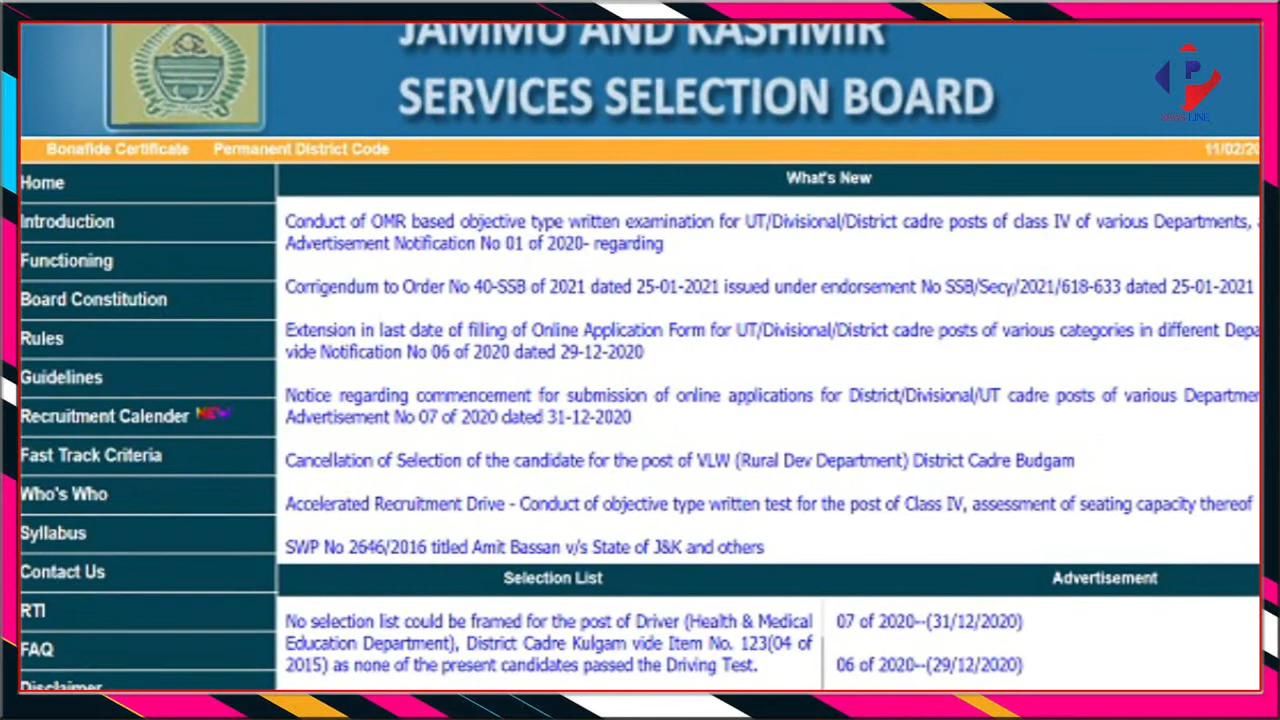 JAMMU AND KASHMIR
SERVICES SELECTION BOARD
P
LINE
Bonafide Certificate Permanent District Code 11/02/20
Home
Introduction
Functioning
Board Constitution
Rules
Guidelines
Recruitment Calender NEW
Fast Track Criteria
Who's Who
Syllabus
Contact Us
RTI
FAQ
Disclaimer
What's New
Conduct of OMR based objective type written examination for UT/Divisional/District cadre posts of class IV of various Departments,
Advertisement Notification No 01 of 2020- regarding
Corrigendum to Order No 40-SSB of 2021 dated 25-01-2021 issued under endorsement No SSB/Secy/2021/618-633 dated 25-01-2021
Extension in last date of filling of Online Application Form for UT/Divisional/District cadre posts of various categories in different Depa
vide Notification No 06 of 2020 dated 29-12-2020
Notice regarding commencement for submission of online applications for District/Divisional/UT cadre posts of various Departmen
Advertisement No 07 of 2020 dated 31-12-2020
Cancellation of Selection of the candidate for the post of VLW (Rural Dev Department) District Cadre Budgam
Accelerated Recruitment Drive - Conduct of objective type written test for the post of Class IV, assessment of seating capacity thereof
SWP No 2646/2016 titled Amit Bassan v/s State of J&K and others
Selection List
No selection list could be framed for the post of Driver (Health & Medical
Education Department), District Cadre Kulgam vide Item No. 123(04 of
2015) as none of the present candidates passed the Driving Test.
Advertisement
07 of 2020--(31/12/2020)
06 of 2020--(29/12/2020)